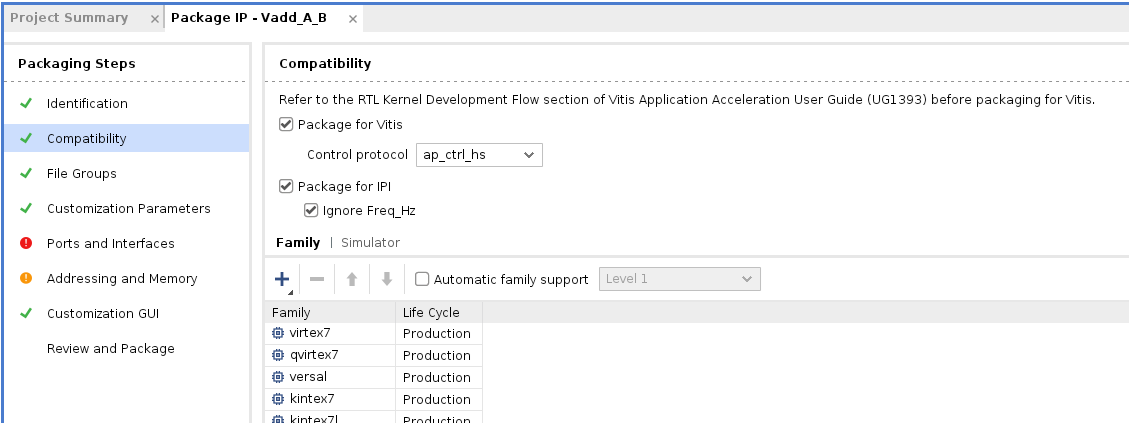 Project Summary × Package IP - Vadd_A_B ×
Packaging Steps
Identification
Compatibility
File Groups
Customization Parameters
Ports and Interfaces
Addressing and Memory
Customization GUI
Review and Package
Compatibility
Refer to the RTL Kernel Development Flow section of Vitis Application Acceleration User Guide (UG1393) before packaging for Vitis.
Package for Vitis
Control protocol ap_ctrl_hs
Package for IPI
Ignore Freq_Hz
Family | Simulator
Automatic family support Level 1
Family Life Cycle
virtex7 Production
qvirtex7 Production
versal Production
kintex7 Production
kintex7l Production